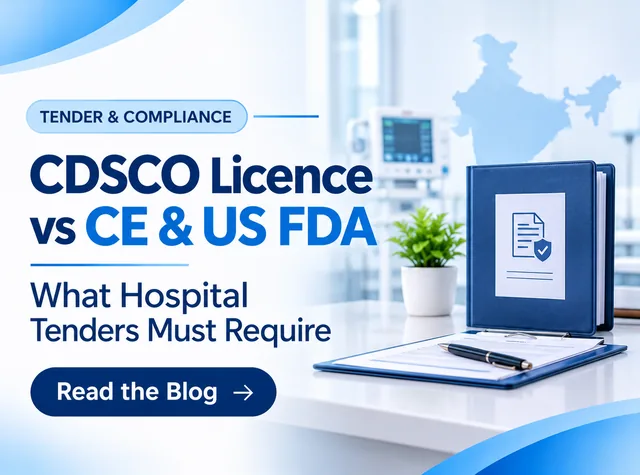 TENDER & COMPLIANCE
CDSCO Licence
vs CE & US FDA
What Hospital
Tenders Must Require
Read the Blog →